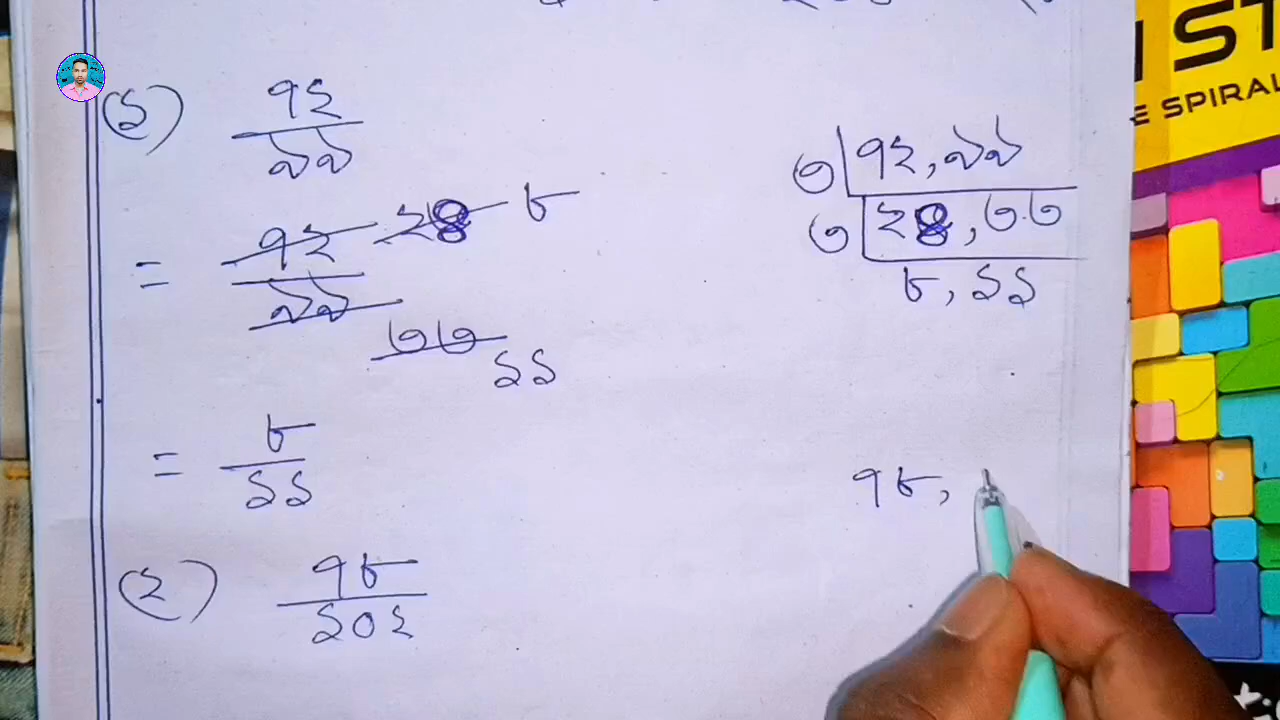 (১) ৭২
৯৯
= ৭২ ২৪ ৮
৯৯ ৩৩ ১১
= ৮
১১
(২) ৭৮
১০২
৩ | ৭২, ৯৯
৩ | ২৪, ৩৩
৮, ১১
৭৮,
ST
E SPIRAL